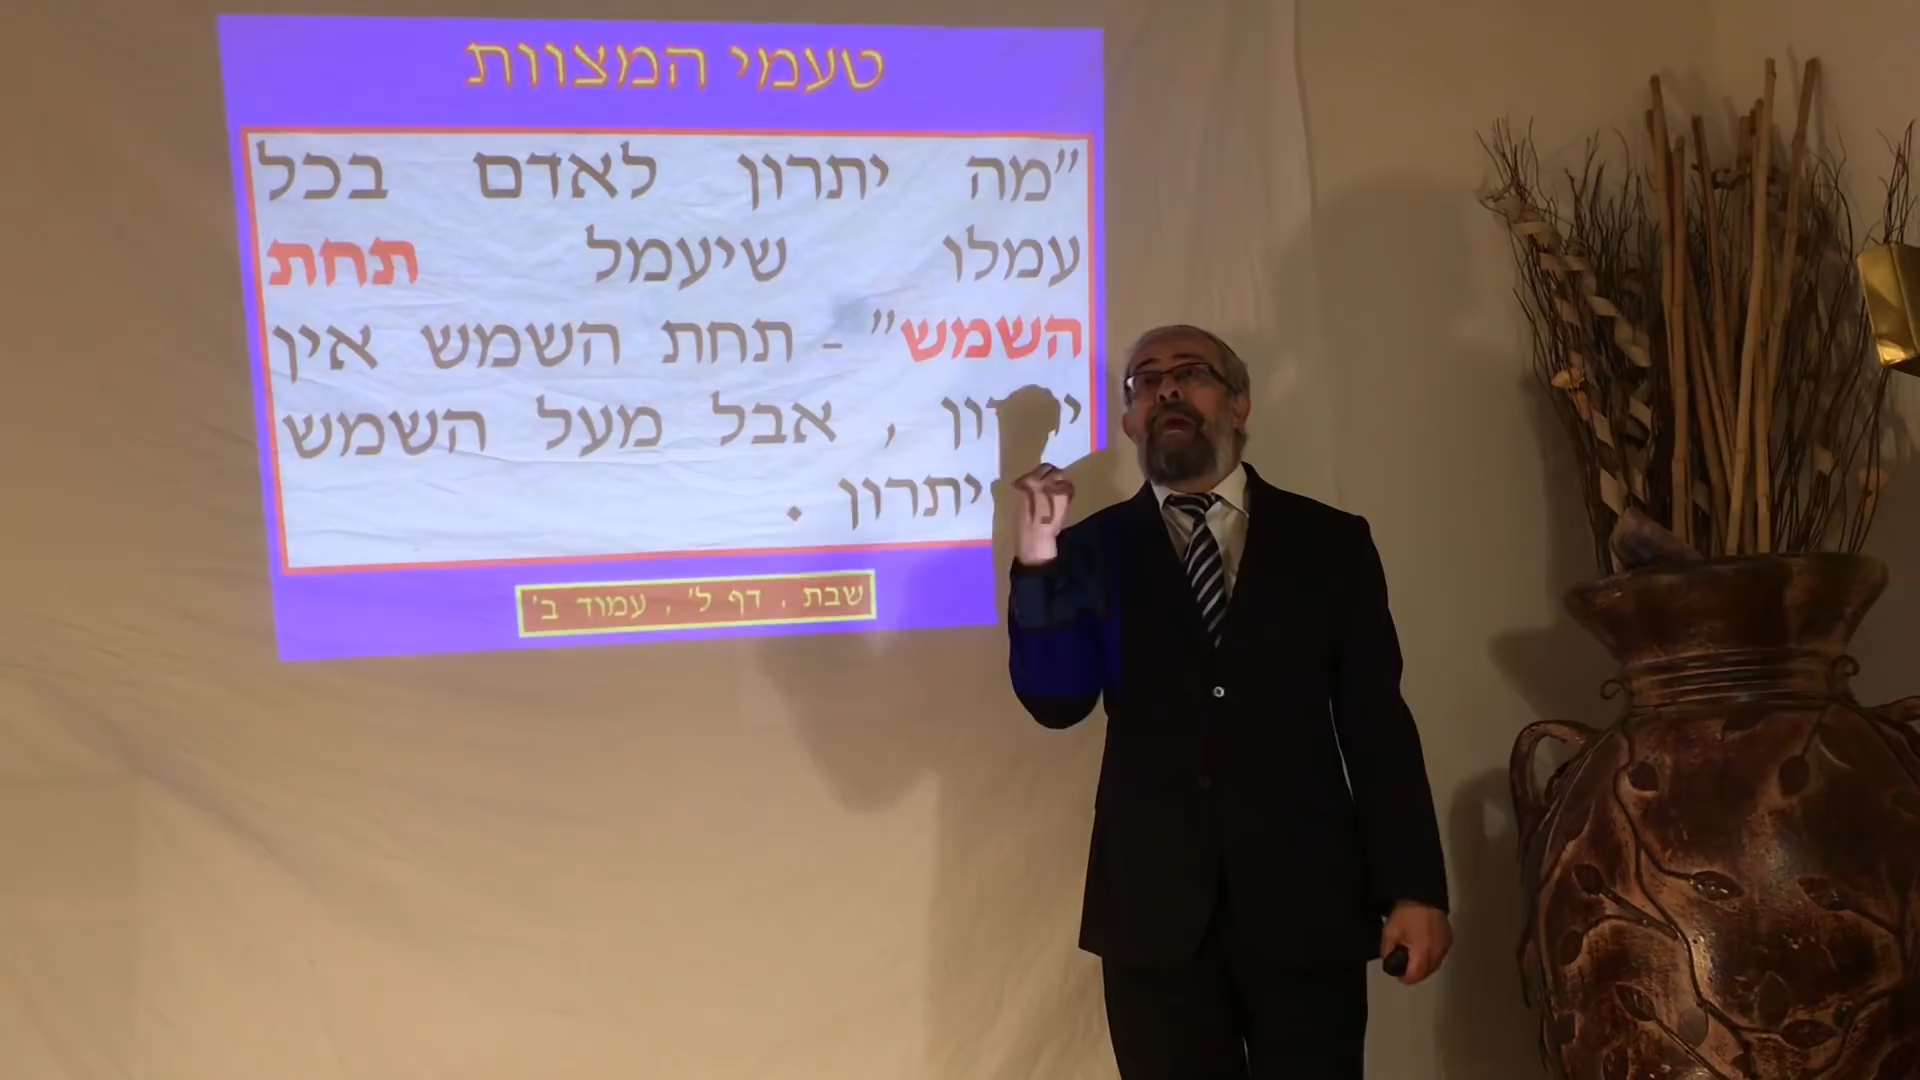 טעמי המצוות
"מה יתרון לאדם בכל
עמלו שיעמל תחת
השמש" - תחת השמש אין
יתרון , אבל מעל השמש
יתרון .
שבת , דף ל', עמוד ב'